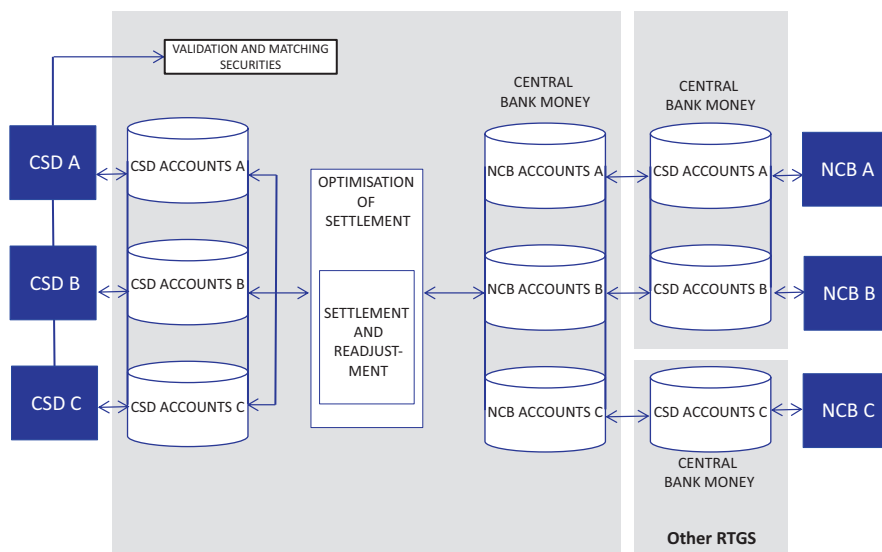 VALIDATION AND MATCHING
SECURITIES
CENTRAL
BANK MONEY
CENTRAL
BANK MONEY
CSD A
CSD ACCOUNTS A
OPTIMISATION
OF
SETTLEMENT
NCB ACCOUNTS A
CSD ACCOUNTS A
NCB A
CSD B
CSD ACCOUNTS B
SETTLEMENT
AND
READJUST-
MENT
NCB ACCOUNTS B
CSD ACCOUNTS B
NCB B
CSD C
CSD ACCOUNTS C
NCB ACCOUNTS C
CSD ACCOUNTS C
NCB C
CENTRAL
BANK MONEY
Other RTGS